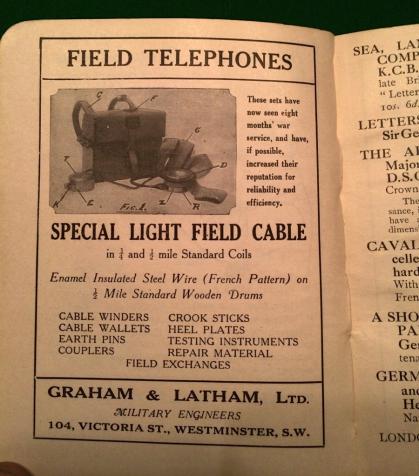 FIELD TELEPHONES
These sets have
now seen eight
months' war
service, and have,
if possible,
increased their
reputation for
reliability and
efficiency.
G
F
G
D
K
Fig. 1.
R
SPECIAL LIGHT FIELD CABLE
in ¼ and ½ mile Standard Coils
Enamel Insulated Steel Wire (French Pattern) on
½ Mile Standard Wooden Drums
CABLE WINDERS CROOK STICKS
CABLE WALLETS HEEL PLATES
EARTH PINS TESTING INSTRUMENTS
COUPLERS REPAIR MATERIAL
FIELD EXCHANGES
GRAHAM & LATHAM, LTD.
MILITARY ENGINEERS
104, VICTORIA ST., WESTMINSTER, S.W.
SEA, LAN
COMP
K.C.B.
late Br
"Letter
10s. 6d.
LETTERS
Sir Ge
THE AR
Major
D.S.O
Crown
The
sance,
have a
dimens
CAVAL
celle
hard
With
Fren
A SHO
PA
Ge
tena
GERM
and
He
Na
LONDO